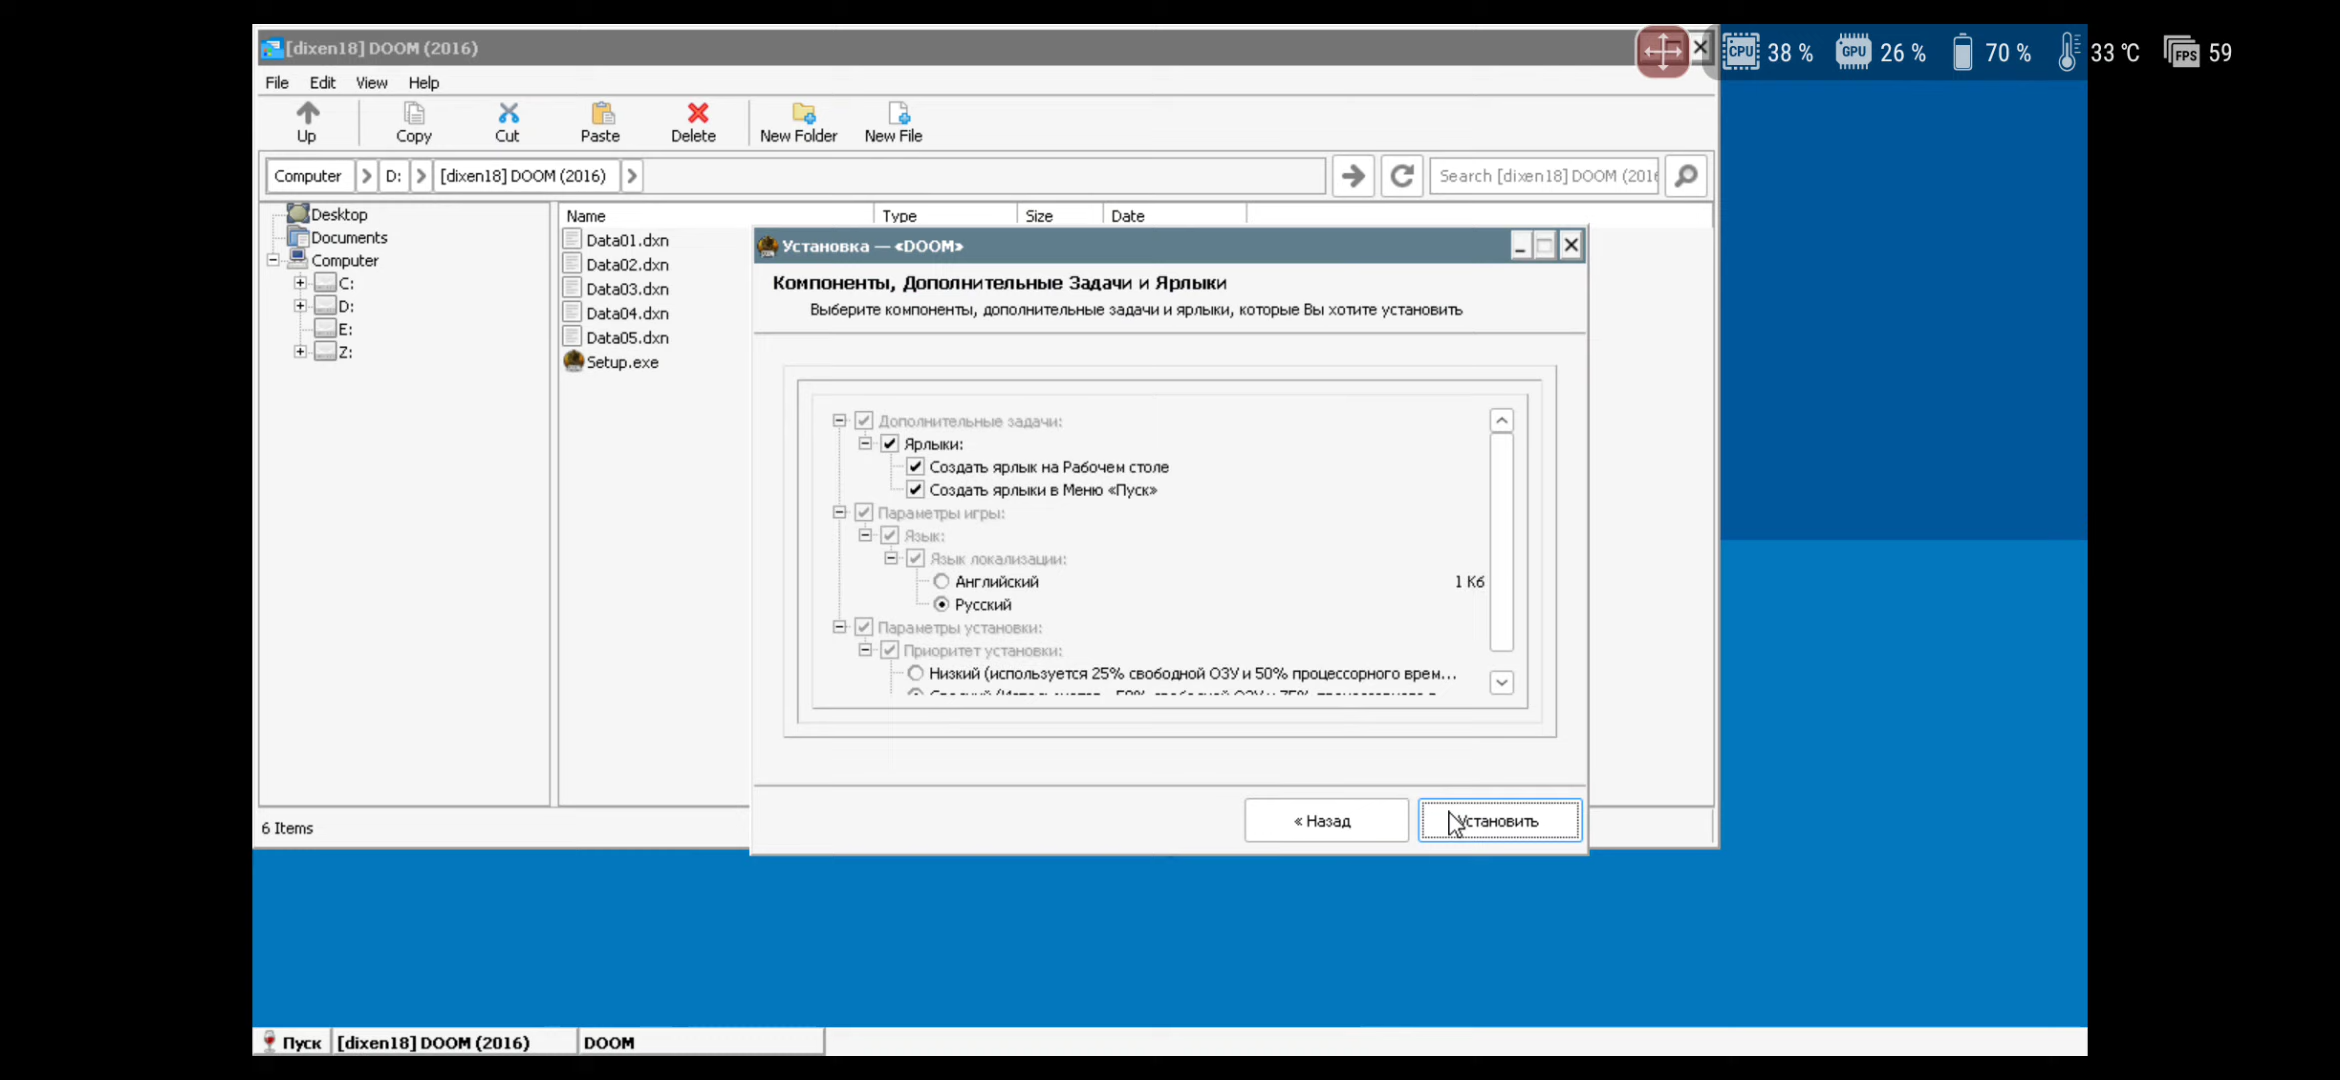 [dixen18] DOOM (2016)
CPU 38 % GPU 26 % 70 % 33 °C FPS 59
File Edit View Help
Up Copy Cut Paste Delete New Folder New File
Computer D: [dixen18] DOOM (2016) Search [dixen18] DOOM (2016
Desktop
Documents
Computer
C:
D:
E:
Z:
Name Type Size Date
Data01.dxn
Data02.dxn
Data03.dxn
Data04.dxn
Data05.dxn
Setup.exe
Установка — «DOOM»
Компоненты, Дополнительные Задачи и Ярлыки
Выберите компоненты, дополнительные задачи и ярлыки, которые Вы хотите установить
Дополнительные задачи:
Ярлыки:
Создать ярлык на Рабочем столе
Создать ярлыки в Меню «Пуск»
Параметры игры:
Язык:
Язык локализации:
Английский 1 Кб
Русский
Параметры установки:
Приоритет установки:
Низкий (используется 25% свободной ОЗУ и 50% процессорного врем...
« Назад Установить
6 Items
Пуск [dixen18] DOOM (2016) DOOM